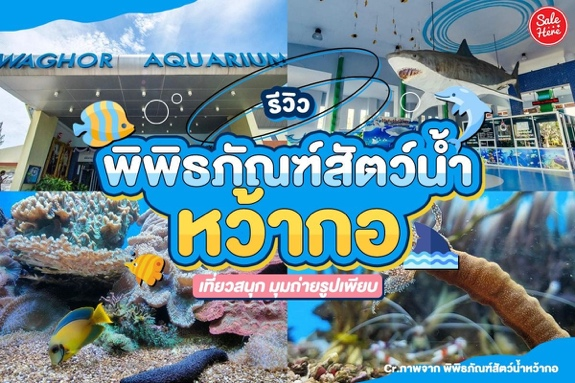 WAGHOR AQUARIUM
Sale
Here
รีวิว
พิพิธภัณฑ์สัตว์น้ำ
หว้ากอ
เที่ยวสนุก มุมถ่ายรูปเพียบ
Cr.ภาพจาก พิพิธภัณฑ์สัตว์น้ำหว้ากอ